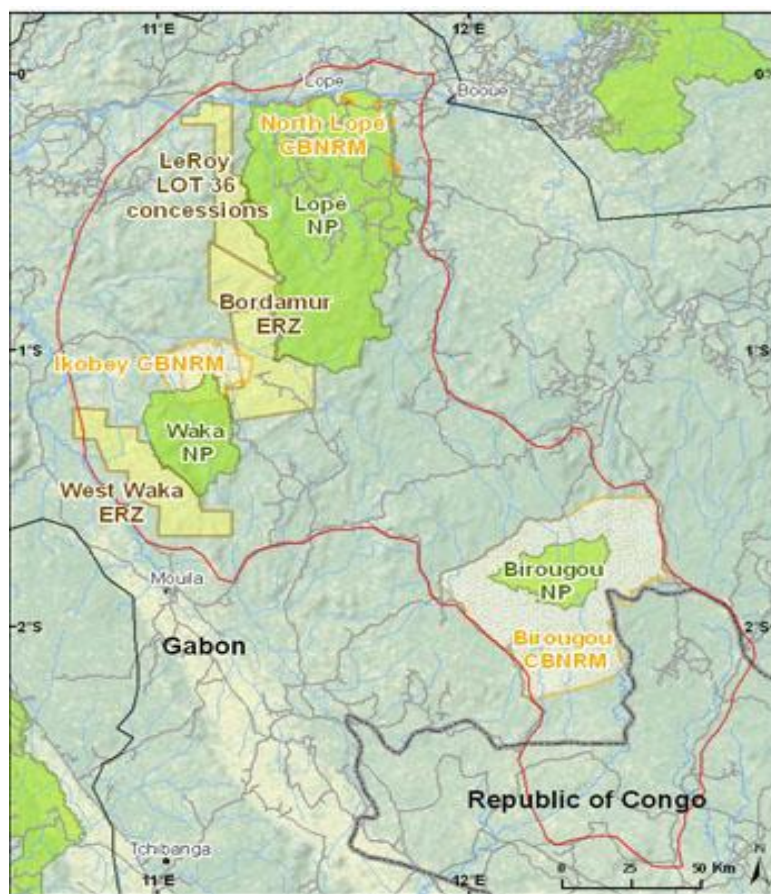 11°E
12°E
0°
0°
Lope
Booue
North Lope
CBNRM
LeRoy
LOT 36
concessions
Lope
NP
Bordamur
ERZ
1°S
1°S
Ikobey CBNRM
Waka
NP
West Waka
ERZ
Birougou
NP
Mouila
2°S
2°S
Gabon
Birougou
CBNRM
Republic of Congo
Tchibanga
N
0
25
50 Km
11°E
12°E